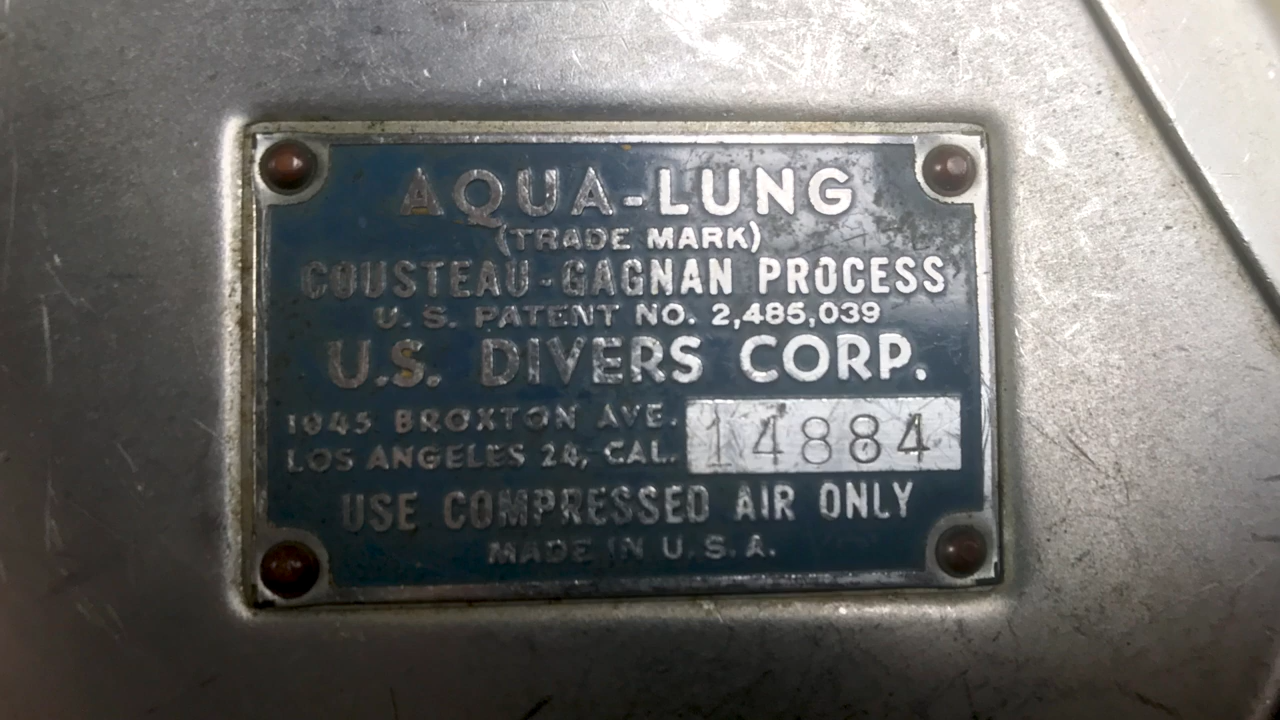 AQUA-LUNG
(TRADE MARK)
COUSTEAU-GAGNAN PROCESS
U.S. PATENT NO. 2,485,039
U.S. DIVERS CORP.
1045 BROXTON AVE.
LOS ANGELES 24, CAL.
14884
USE COMPRESSED AIR ONLY
MADE IN U.S.A.